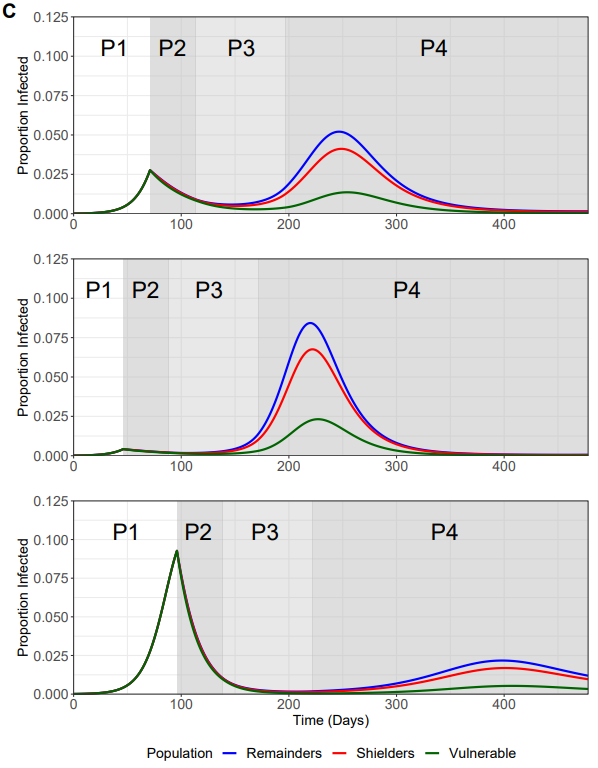 C
Proportion Infected
0.125
0.100
0.075
0.050
0.025
0.000
P1 P2 P3 P4
0 100 200 300 400
Proportion Infected
0.125
0.100
0.075
0.050
0.025
0.000
P1 P2 P3 P4
0 100 200 300 400
Proportion Infected
0.125
0.100
0.075
0.050
0.025
0.000
P1 P2 P3 P4
0 100 200 300 400
Time (Days)
Population Remainders Shielders Vulnerable